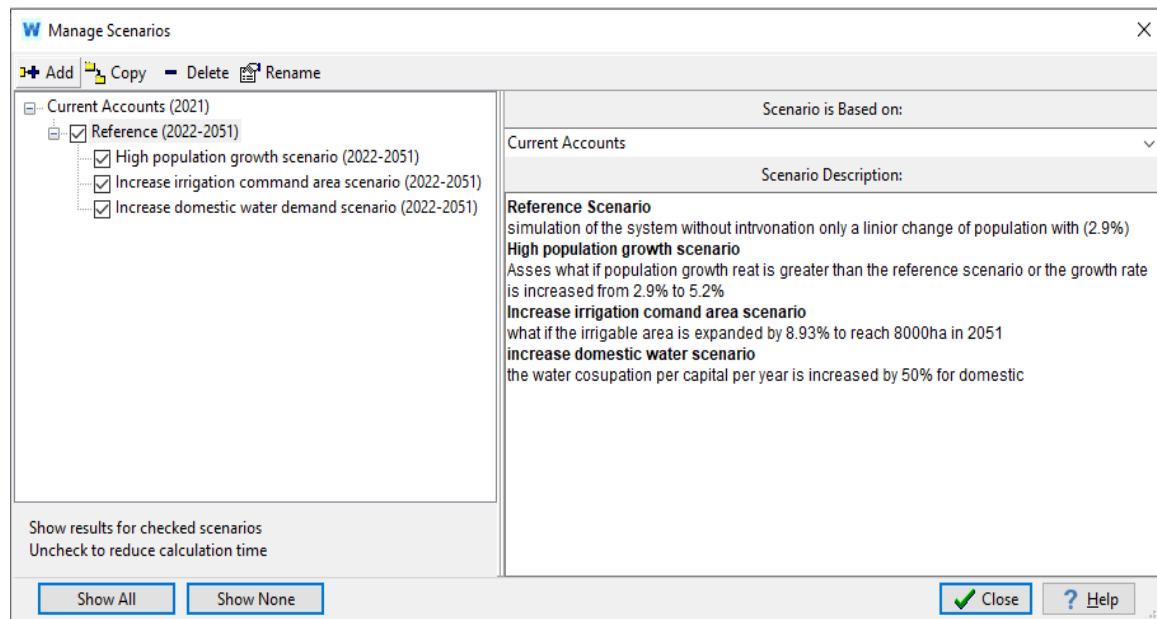 W Manage Scenarios
Add Copy Delete Rename
Current Accounts (2021)
Reference (2022-2051)
High population growth scenario (2022-2051)
Increase irrigation command area scenario (2022-2051)
Increase domestic water demand scenario (2022-2051)
Show results for checked scenarios
Uncheck to reduce calculation time
Scenario is Based on:
Current Accounts
Scenario Description:
Reference Scenario
simulation of the system without intrvonation only a linior change of population with (2.9%)
High population growth scenario
Asses what if population growth reat is greater than the reference scenario or the growth rate
is increased from 2.9% to 5.2%
Increase irrigation comand area scenario
what if the irrigable area is expanded by 8.93% to reach 8000ha in 2051
increase domestic water scenario
the water cosupation per capital per year is increased by 50% for domestic
Show All Show None Close ? Help